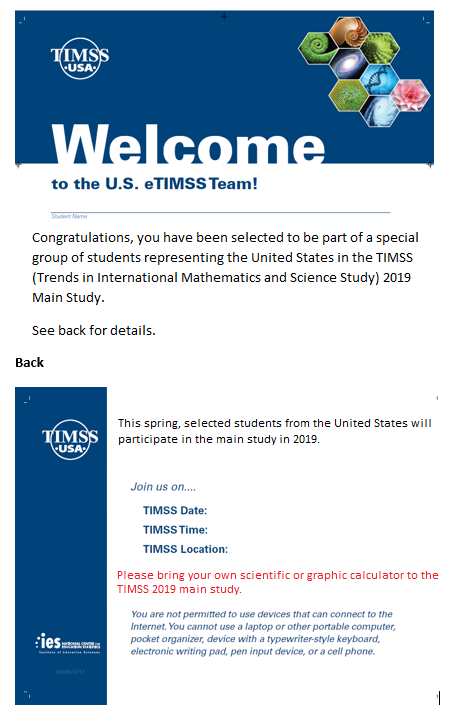 TIMSS
USA
Welcome
to the U.S. eTIMSS Team!
Student Name
Congratulations, you have been selected to be part of a special
group of students representing the United States in the TIMSS
(Trends in International Mathematics and Science Study) 2019
Main Study.
See back for details.
Back
TIMSS
USA
This spring, selected students from the United States will
participate in the main study in 2019.
Join us on....
TIMSS Date:
TIMSS Time:
TIMSS Location:
Please bring your own scientific or graphic calculator to the
TIMSS 2019 main study.
You are not permitted to use devices that can connect to the
Internet. You cannot use a laptop or other portable computer,
pocket organizer, device with a typewriter-style keyboard,
electronic writing pad, pen input device, or a cell phone.
ies NATIONAL CENTER FOR
EDUCATION STATISTICS
Institute of Education Sciences